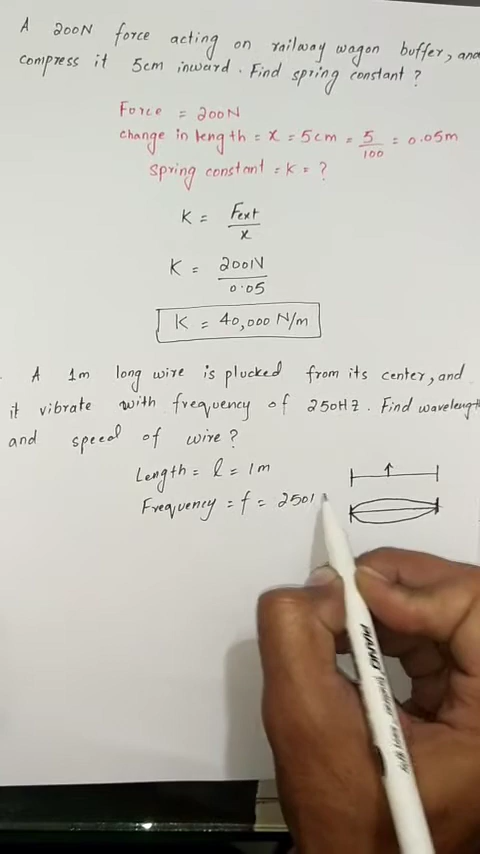 A 200N force acting on railway wagon buffer, and
compress it 5cm inward. Find spring constant ?
Force = 200N
change in length = x = 5cm = 5/100 = 0.05m
spring constant = K = ?
K = Fext/x
K = 200N/0.05
K = 40,000 N/m
A 1m long wire is plucked from its center, and
it vibrate with frequency of 250HZ. Find wavelength
and speed of wire?
Length = l = 1m
Frequency = f = 250
PIANO